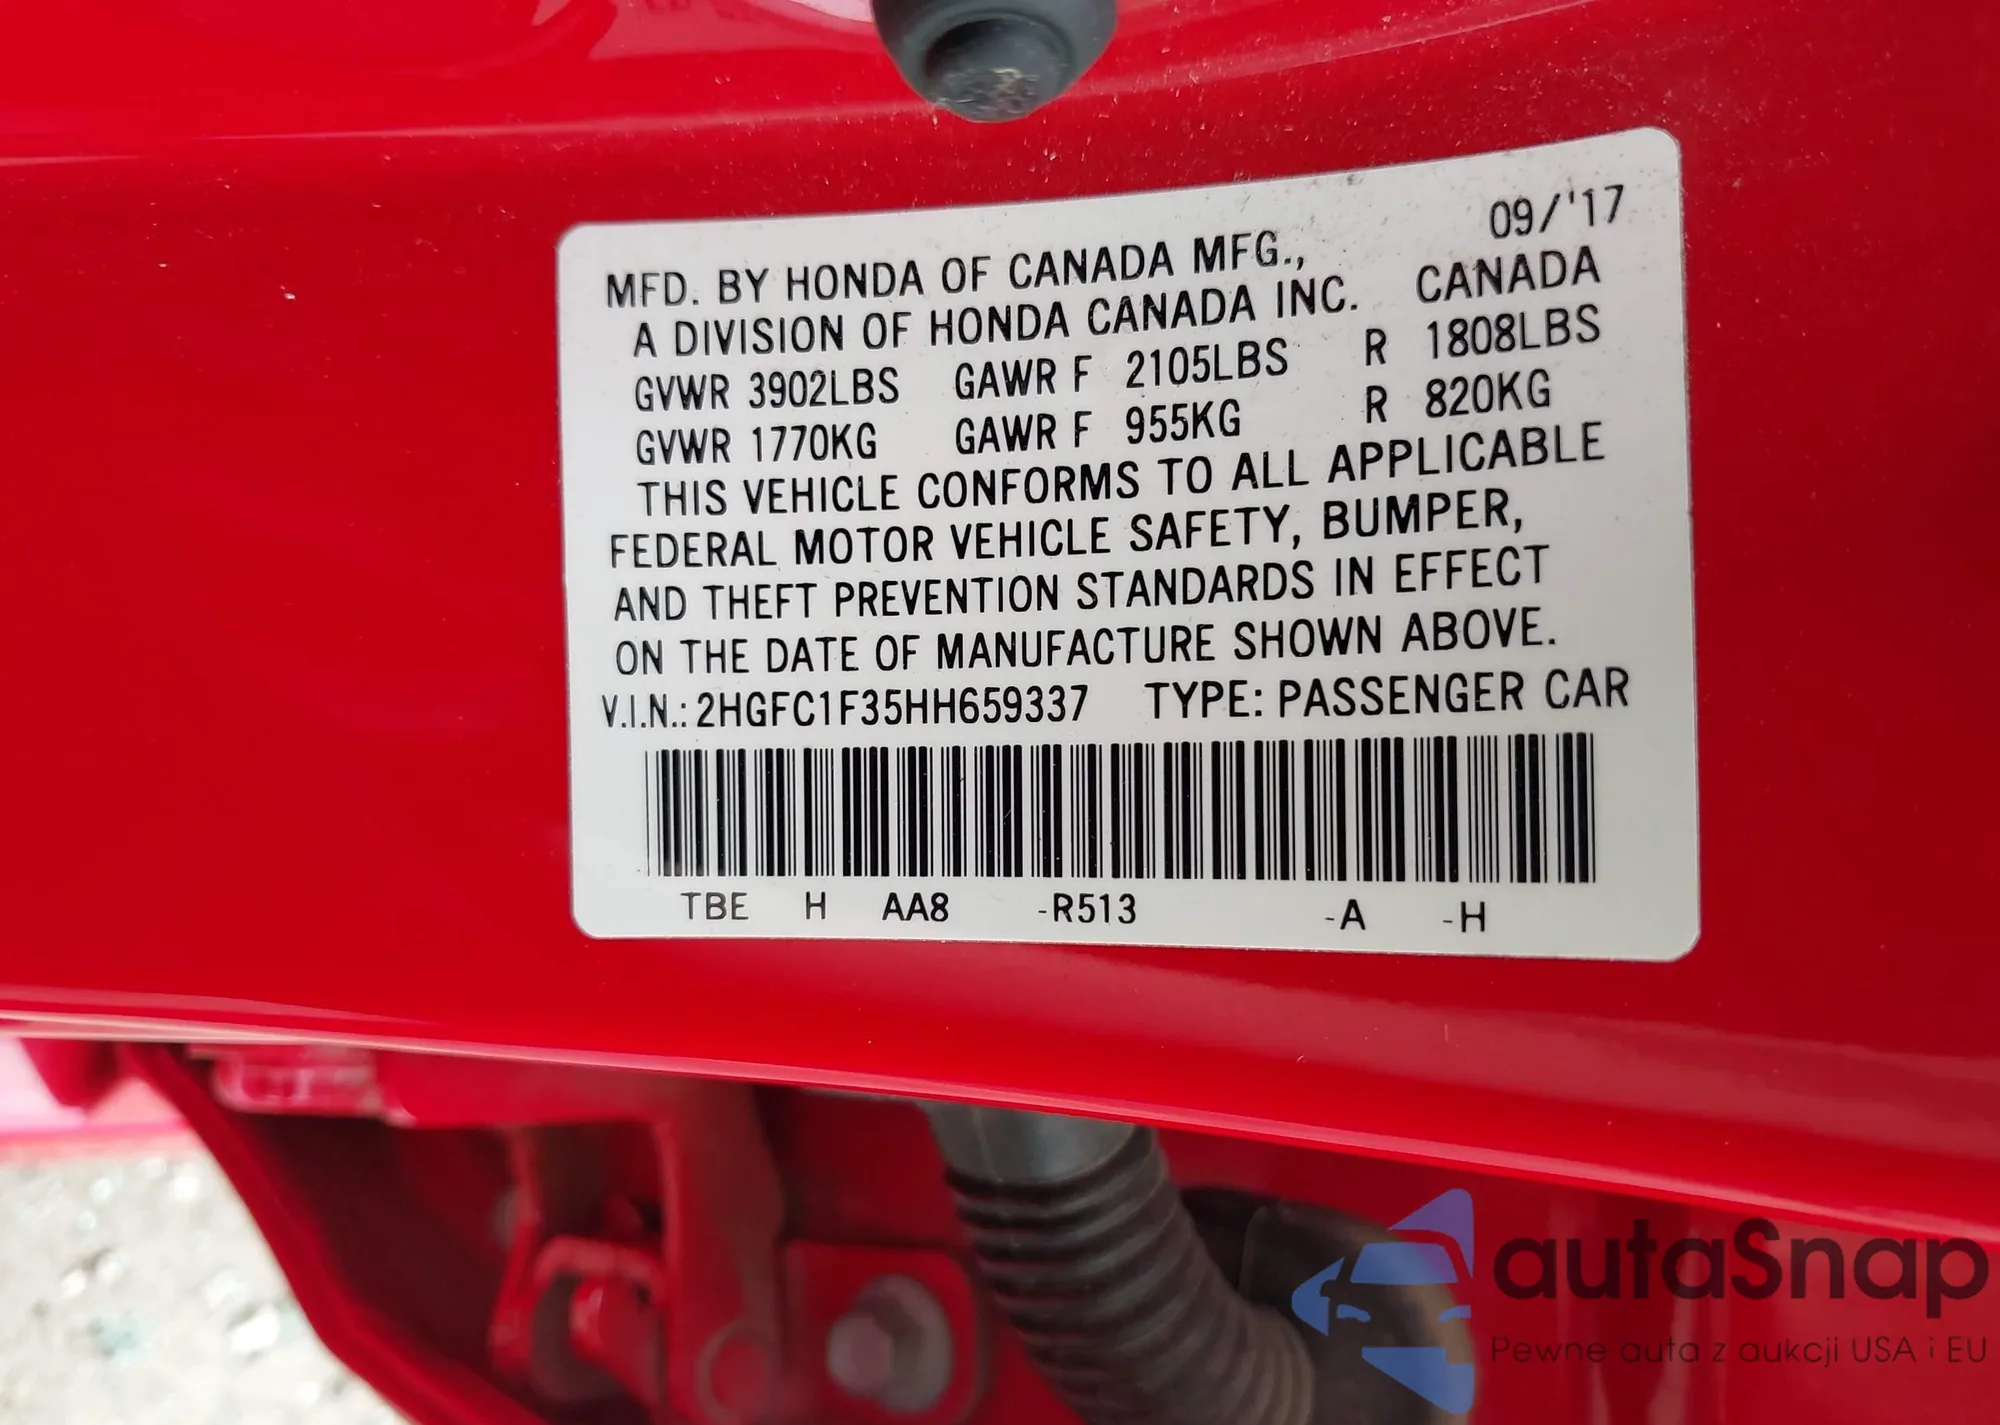 09/'17
MFD. BY HONDA OF CANADA MFG.,
A DIVISION OF HONDA CANADA INC. CANADA
GVWR 3902LBS GAWR F 2105LBS R 1808LBS
GVWR 1770KG GAWR F 955KG R 820KG
THIS VEHICLE CONFORMS TO ALL APPLICABLE
FEDERAL MOTOR VEHICLE SAFETY, BUMPER,
AND THEFT PREVENTION STANDARDS IN EFFECT
ON THE DATE OF MANUFACTURE SHOWN ABOVE.
V.I.N.: 2HGFC1F35HH659337 TYPE: PASSENGER CAR
TBE H AA8 -R513 -A -H
autaSnap
Pewne auta z aukcji USA i EU